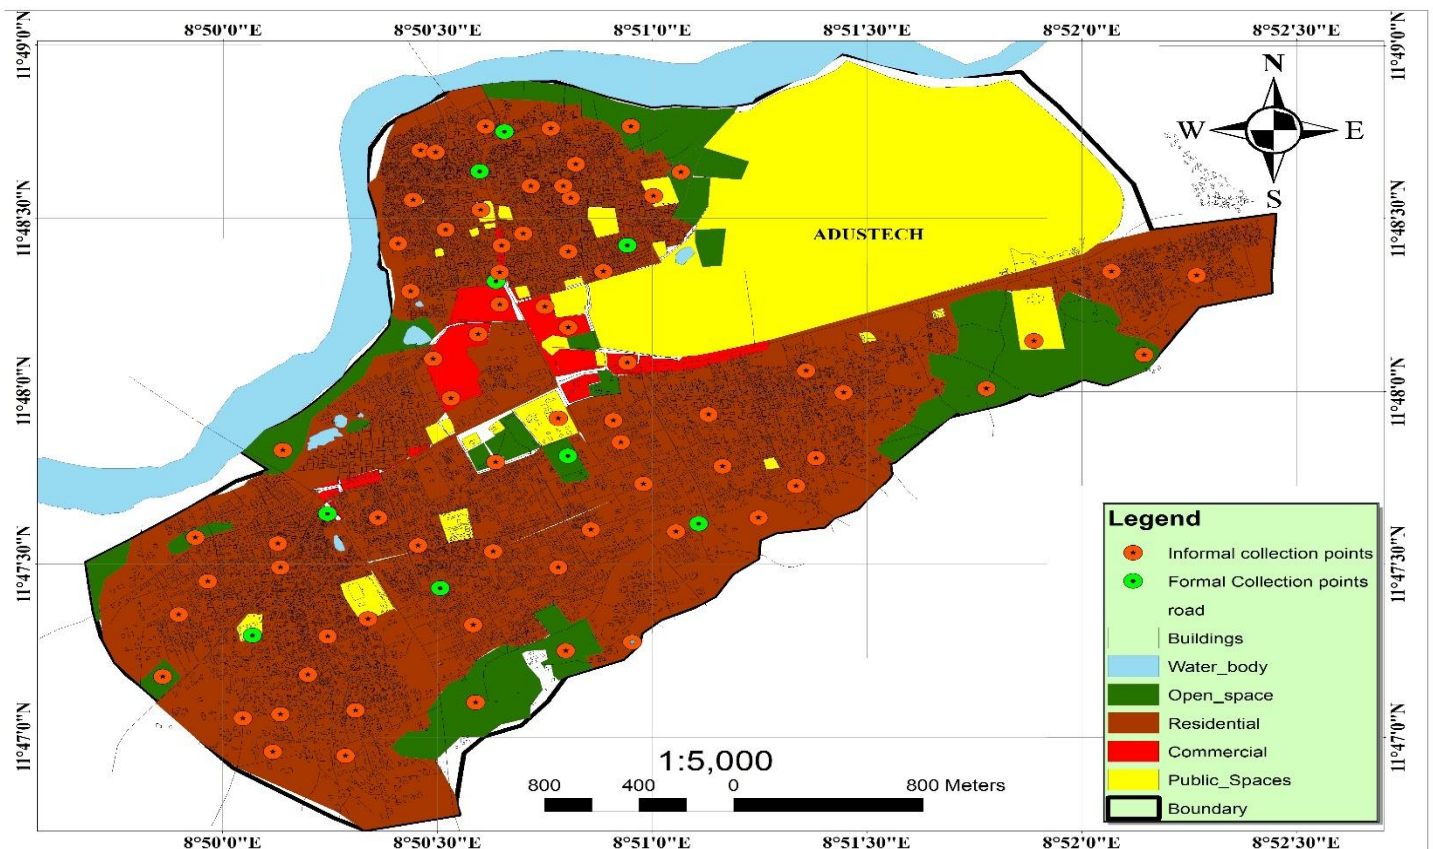 8°50'0"E 8°50'30"E 8°51'0"E 8°51'30"E 8°52'0"E 8°52'30"E
11°49'0"N 11°49'0"N
N
W E
S
11°48'30"N 11°48'30"N
ADUSTECH
11°48'0"N 11°48'0"N
Legend
Informal collection points
Formal Collection points
road
Buildings
Water_body
Open_space
Residential
Commercial
Public_Spaces
Boundary
11°47'30"N 11°47'30"N
11°47'0"N 11°47'0"N
1:5,000
800 400 0 800 Meters
8°50'0"E 8°50'30"E 8°51'0"E 8°51'30"E 8°52'0"E 8°52'30"E